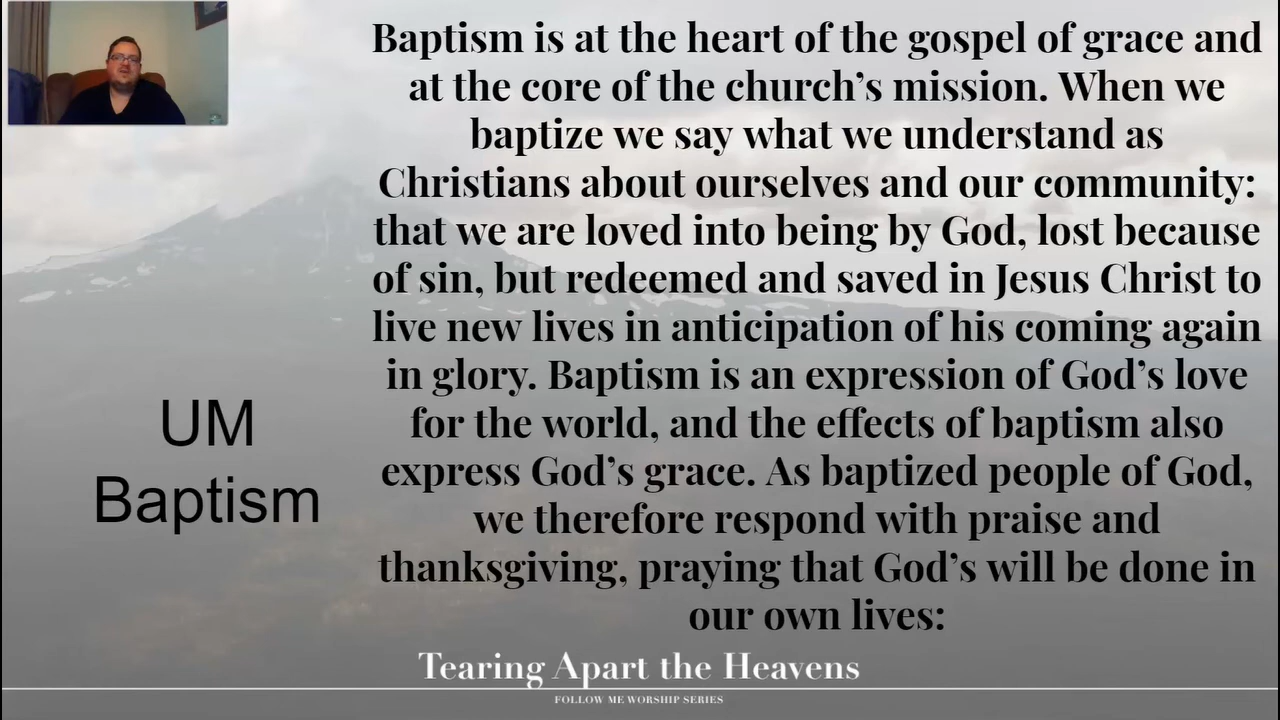 Baptism is at the heart of the gospel of grace and
at the core of the church’s mission. When we
baptize we say what we understand as
Christians about ourselves and our community:
that we are loved into being by God, lost because
of sin, but redeemed and saved in Jesus Christ to
live new lives in anticipation of his coming again
in glory. Baptism is an expression of God’s love
for the world, and the effects of baptism also
express God’s grace. As baptized people of God,
we therefore respond with praise and
thanksgiving, praying that God’s will be done in
our own lives:
UM
Baptism
Tearing Apart the Heavens
FOLLOW ME WORSHIP SERIES